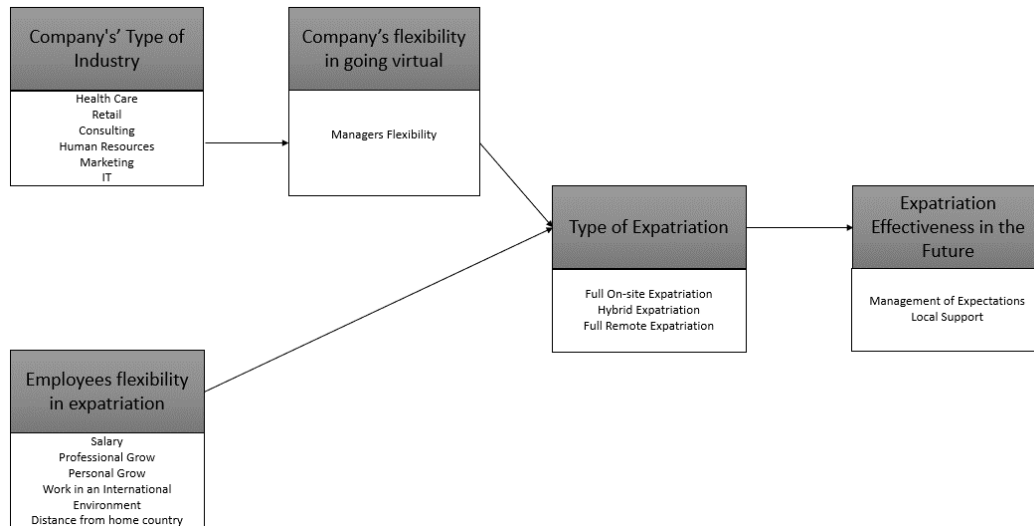 Company's' Type of
Industry
Health Care
Retail
Consulting
Human Resources
Marketing
IT
Company’s flexibility
in going virtual
Managers Flexibility
Type of Expatriation
Full On-site Expatriation
Hybrid Expatriation
Full Remote Expatriation
Expatriation
Effectiveness in the
Future
Management of Expectations
Local Support
Employees flexibility
in expatriation
Salary
Professional Grow
Personal Grow
Work in an International
Environment
Distance from home country